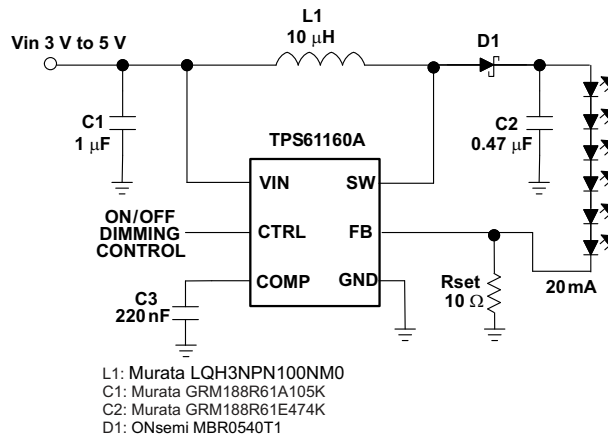 L1
10 μH
Vin 3 V to 5 V
D1
C1
1 μF
C2
0.47 μF
TPS61160A
VIN SW
ON/OFF
DIMMING
CONTROL
CTRL FB
COMP GND
C3
220 nF
Rset
10 Ω
20 mA
L1: Murata LQH3NPN100NM0
C1: Murata GRM188R61A105K
C2: Murata GRM188R61E474K
D1: ONsemi MBR0540T1